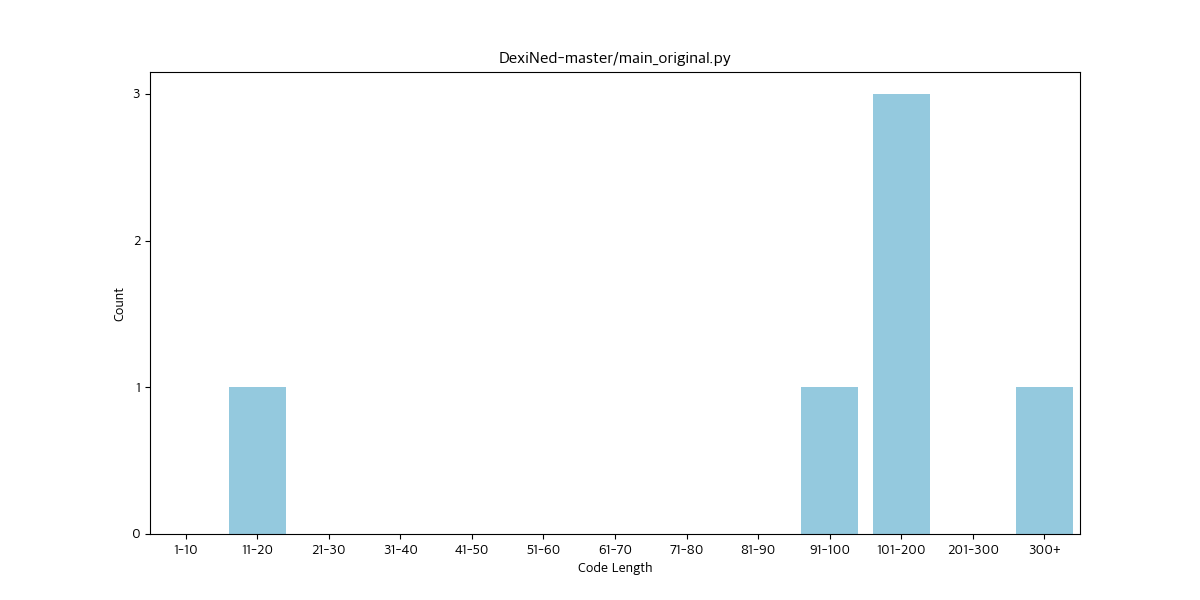 DexiNed-master/main_original.py
3
2
1
0
Count
1-10 11-20 21-30 31-40 41-50 51-60 61-70 71-80 81-90 91-100 101-200 201-300 300+
Code Length